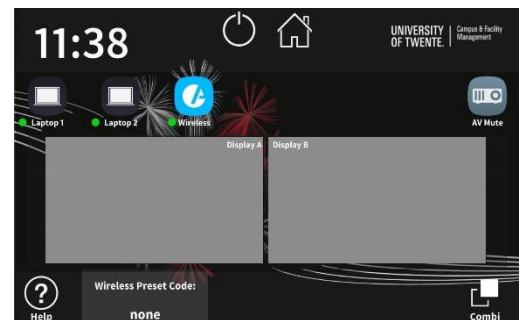 11:38
UNIVERSITY
OF TWENTE.
Campus & Facility
Management
Laptop 1
Laptop 2
Wireless
AV Mute
Display A
Display B
Help
Wireless Preset Code:
none
Combi